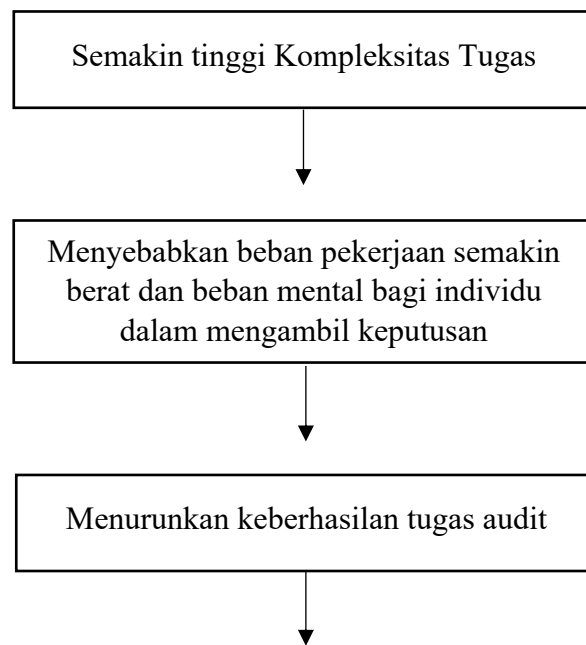 Semakin tinggi Kompleksitas Tugas
Menyebabkan beban pekerjaan semakin
berat dan beban mental bagi individu
dalam mengambil keputusan
Menurunkan keberhasilan tugas audit